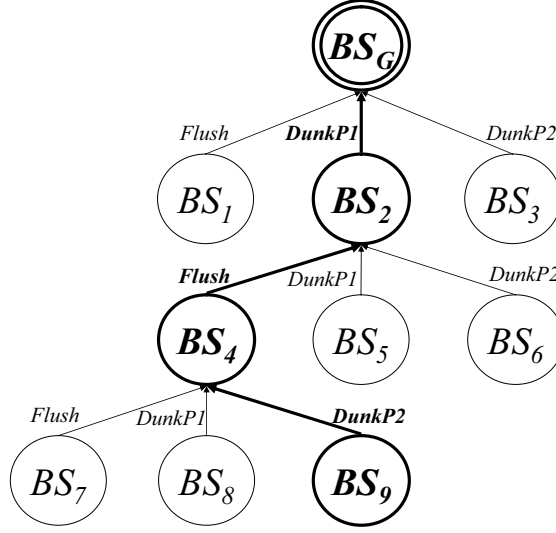 BS_G
Flush DunkP1 DunkP2
BS_1 BS_2 BS_3
Flush DunkP1 DunkP2
BS_4 BS_5 BS_6
Flush DunkP1 DunkP2
BS_7 BS_8 BS_9